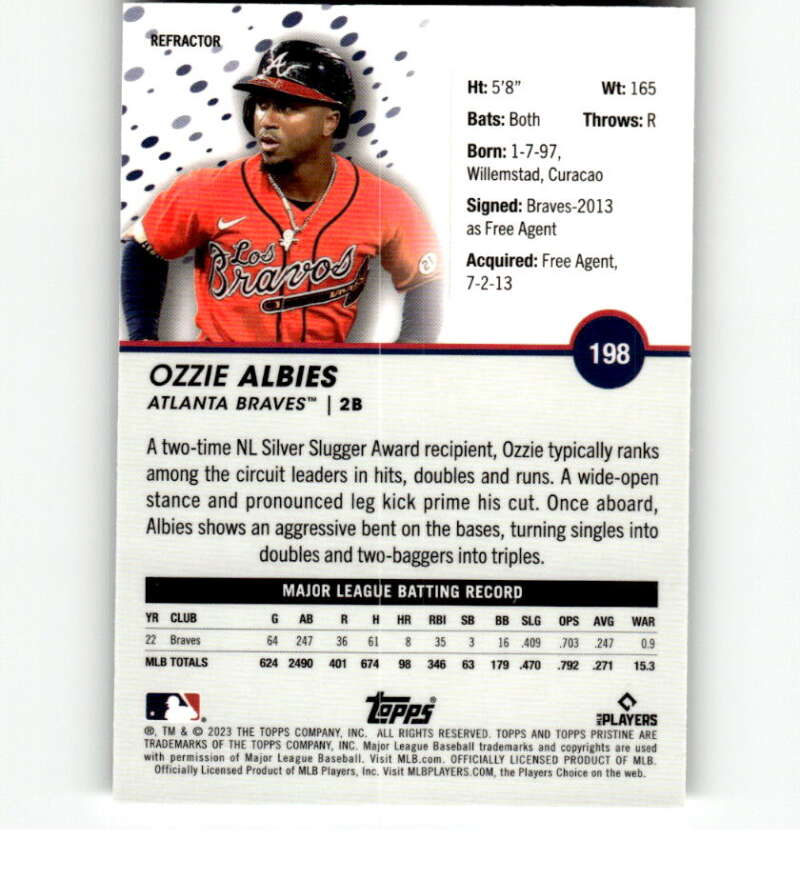 REFRACTOR
A
Los
Bravos
Ht: 5'8" Wt: 165
Bats: Both Throws: R
Born: 1-7-97,
Willemstad, Curacao
Signed: Braves-2013
as Free Agent
Acquired: Free Agent,
7-2-13
198
OZZIE ALBIES
ATLANTA BRAVES™ | 2B
A two-time NL Silver Slugger Award recipient, Ozzie typically ranks
among the circuit leaders in hits, doubles and runs. A wide-open
stance and pronounced leg kick prime his cut. Once aboard,
Albies shows an aggressive bent on the bases, turning singles into
doubles and two-baggers into triples.
MAJOR LEAGUE BATTING RECORD
YR CLUB G AB R H HR RBI SB BB SLG OPS AVG WAR
22 Braves 64 247 36 61 8 35 3 16 .409 .703 .247 0.9
MLB TOTALS 624 2490 401 674 98 346 63 179 .470 .792 .271 15.3
Topps®
PLAYERS
®, TM & © 2023 THE TOPPS COMPANY, INC. ALL RIGHTS RESERVED. TOPPS AND TOPPS PRISTINE ARE
TRADEMARKS OF THE TOPPS COMPANY, INC. Major League Baseball trademarks and copyrights are used
with permission of Major League Baseball. Visit MLB.com. OFFICIALLY LICENSED PRODUCT OF MLB.
Officially Licensed Product of MLB Players, Inc. Visit MLBPLAYERS.COM, the Players Choice on the web.